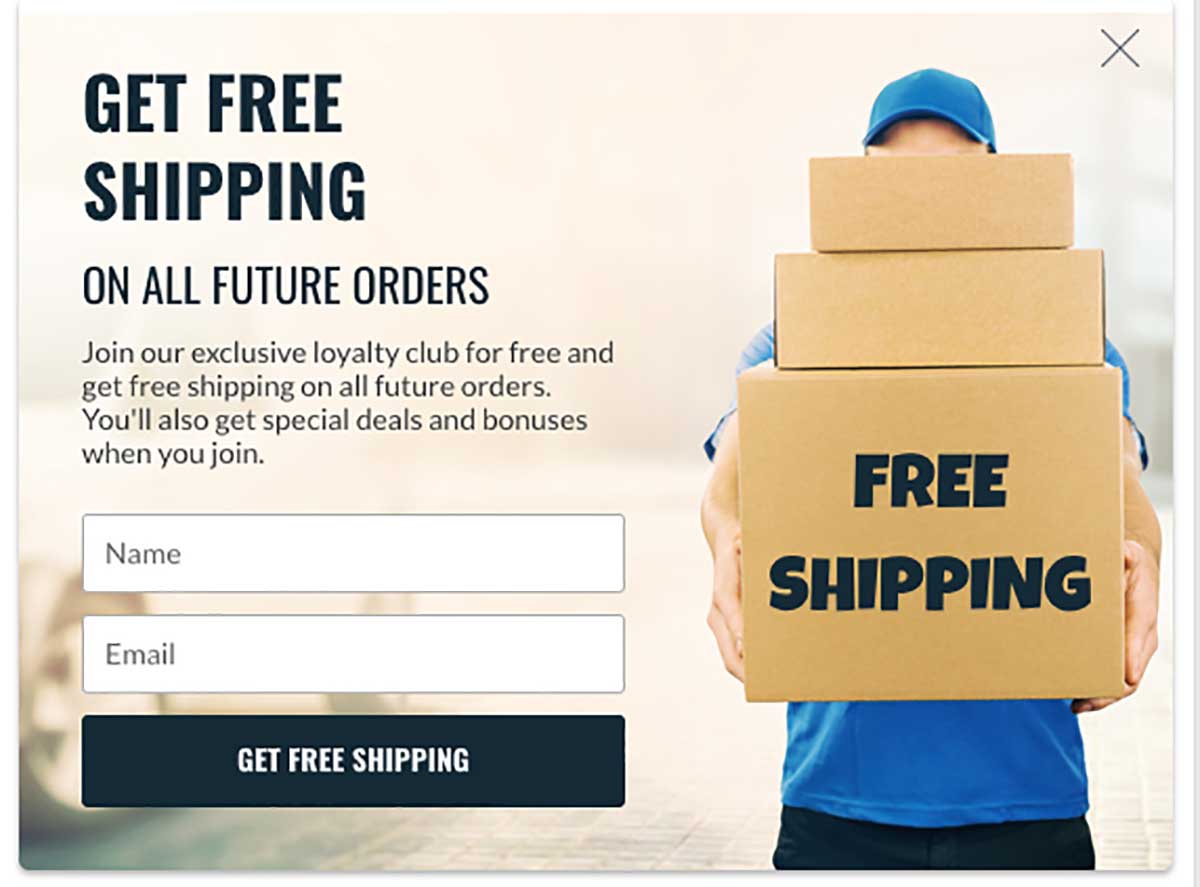 GET FREE
SHIPPING
ON ALL FUTURE ORDERS
Join our exclusive loyalty club for free and
get free shipping on all future orders.
You'll also get special deals and bonuses
when you join.
Name
Email
GET FREE SHIPPING
FREE
SHIPPING